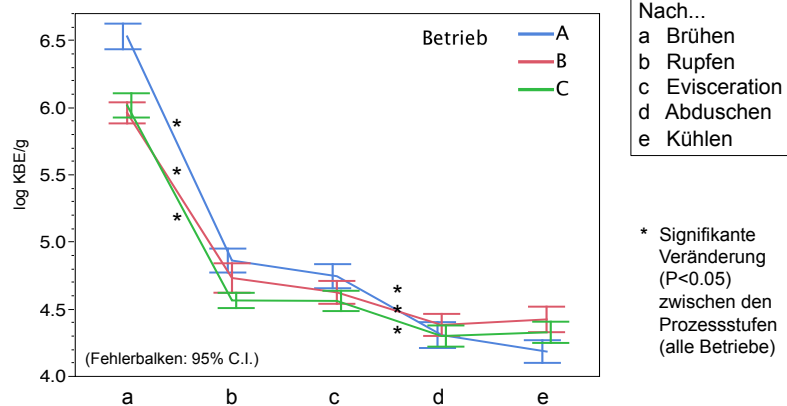 log KBE/g
6.5
6.0
5.5
5.0
4.5
4.0
Betrieb
A
B
C
*
*
*
*
*
*
(Fehlerbalken: 95% C.I.)
a b c d e
Nach...
a Brühen
b Rupfen
c Evisceration
d Abduschen
e Kühlen
* Signifikante
Veränderung
(P<0.05)
zwischen den
Prozessstufen
(alle Betriebe)